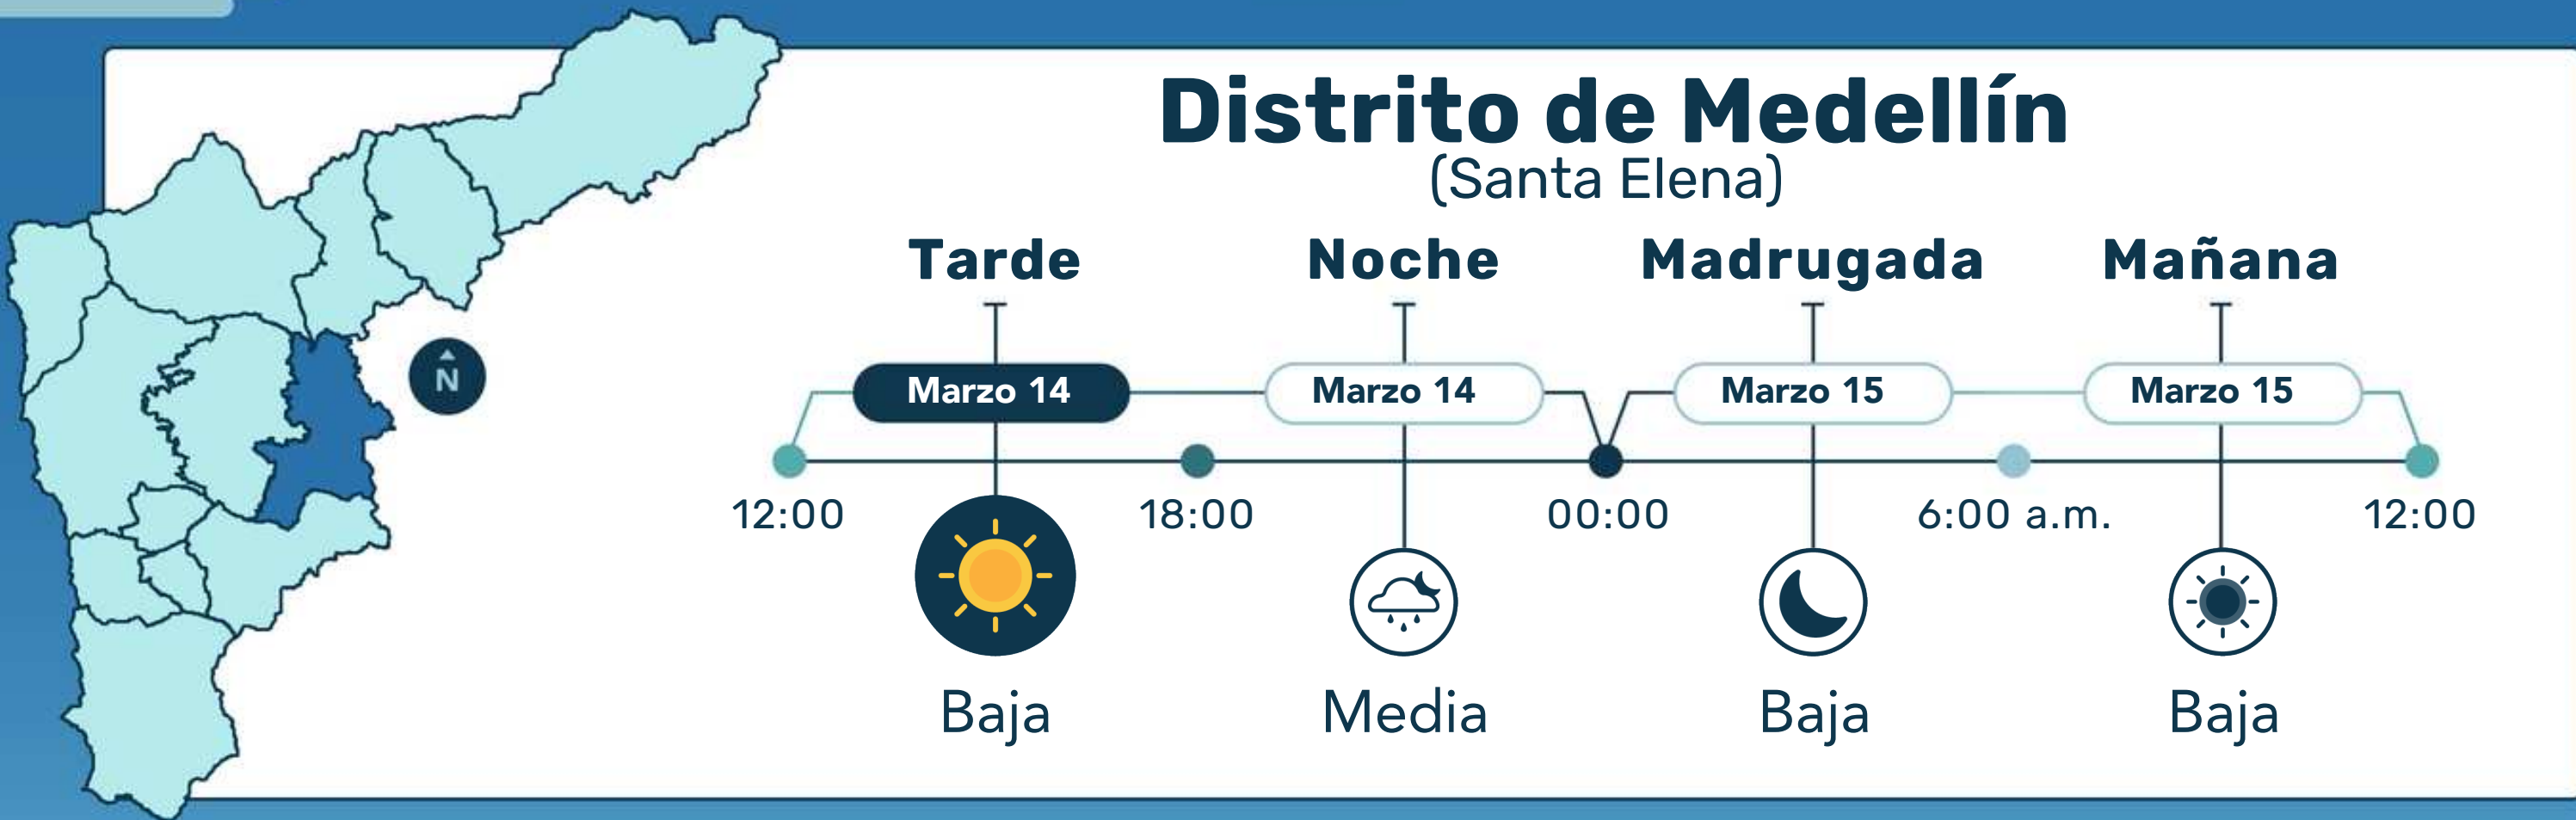 Distrito de Medellín
(Santa Elena)
Tarde Noche Madrugada Mañana
N
Marzo 14 Marzo 14 Marzo 15 Marzo 15
12:00 18:00 00:00 6:00 a.m. 12:00
Baja Media Baja Baja